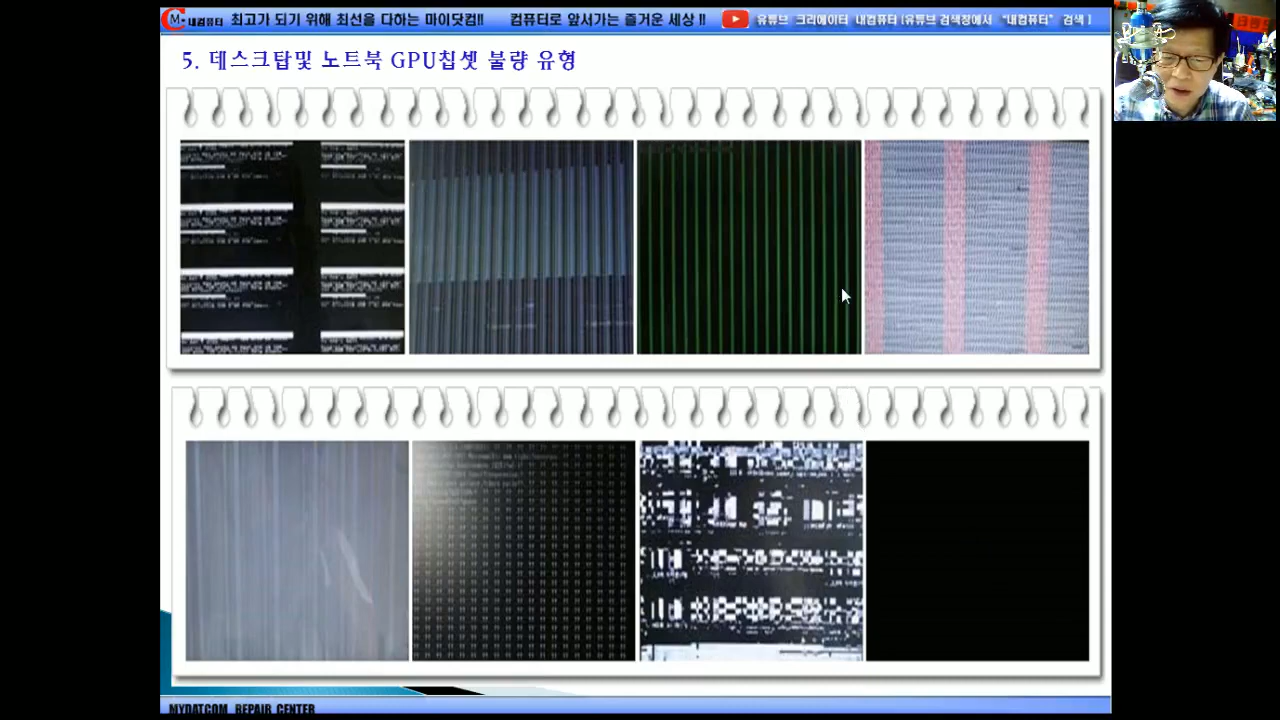 내컴퓨터 최고가 되기 위해 최선을 다하는 마이닷컴!! 컴퓨터로 앞서가는 즐거운 세상 !! 유튜브 크리에이터 내컴퓨터 (유튜브 검색창에서 "내컴퓨터" 검색 )
5. 데스크탑및 노트북 GPU칩셋 불량 유형
MYDATCOM REPAIR CENTER